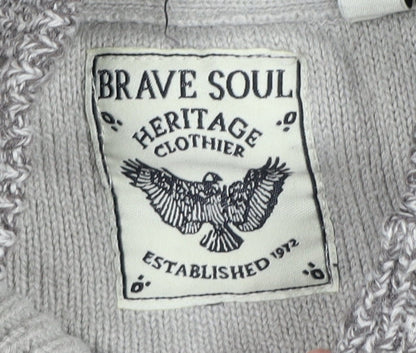 BRAVE SOUL
HERITAGE
CLOTHIER
ESTABLISHED 1972